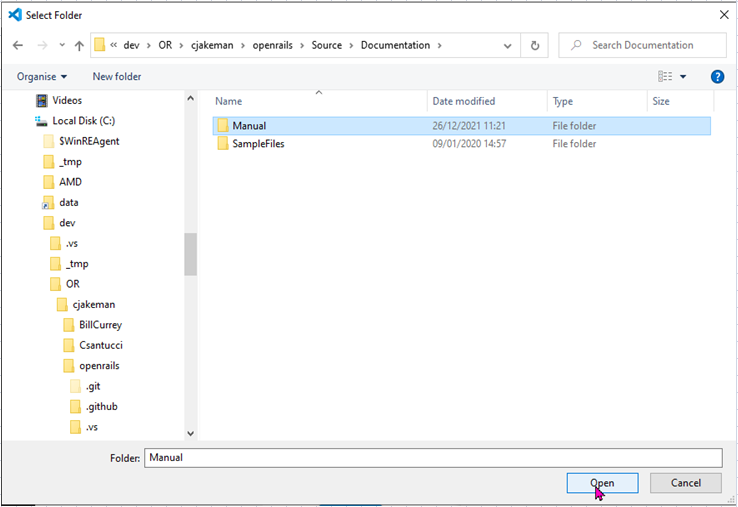 Select Folder
« dev › OR › cjakeman › openrails › Source › Documentation ›
Search Documentation
Organise
New folder
?
Name
Date modified
Type
Size
Videos
Local Disk (C:)
$WinREAgent
_tmp
AMD
data
dev
.vs
_tmp
OR
cjakeman
BillCurrey
Csantucci
openrails
.git
.github
.vs
Manual 26/12/2021 11:21 File folder
SampleFiles 09/01/2020 14:57 File folder
Folder: Manual
Open
Cancel